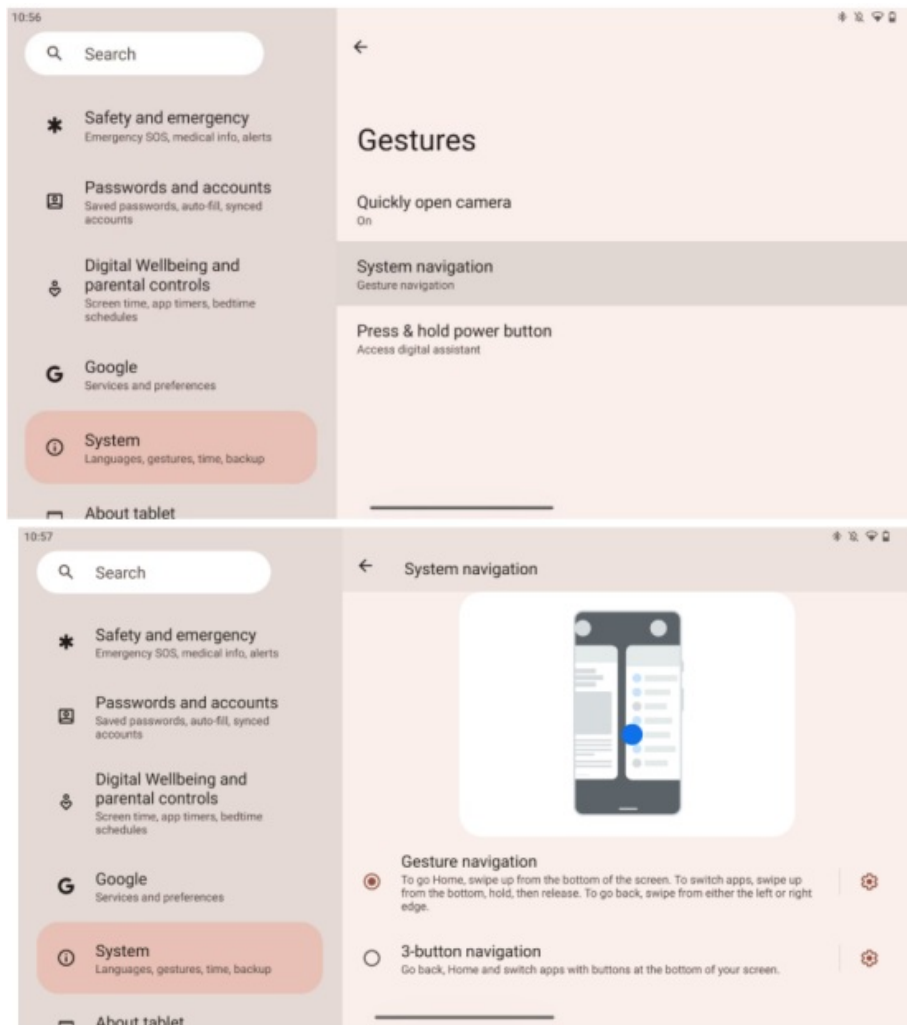 10:56
Search
Safety and emergency
Emergency SOS, medical info, alerts
Passwords and accounts
Saved passwords, auto-fill, synced
accounts
Digital Wellbeing and
parental controls
Screen time, app timers, bedtime
schedules
Google
Services and preferences
System
Languages, gestures, time, backup
About tablet
Gestures
Quickly open camera
On
System navigation
Gesture navigation
Press & hold power button
Access digital assistant
10:57
Search
Safety and emergency
Emergency SOS, medical info, alerts
Passwords and accounts
Saved passwords, auto-fill, synced
accounts
Digital Wellbeing and
parental controls
Screen time, app timers, bedtime
schedules
Google
Services and preferences
System
Languages, gestures, time, backup
About tablet
System navigation
Gesture navigation
To go Home, swipe up from the bottom of the screen. To switch apps, swipe up
from the bottom, hold, then release. To go back, swipe from either the left or right
edge.
3-button navigation
Go back, Home and switch apps with buttons at the bottom of your screen.